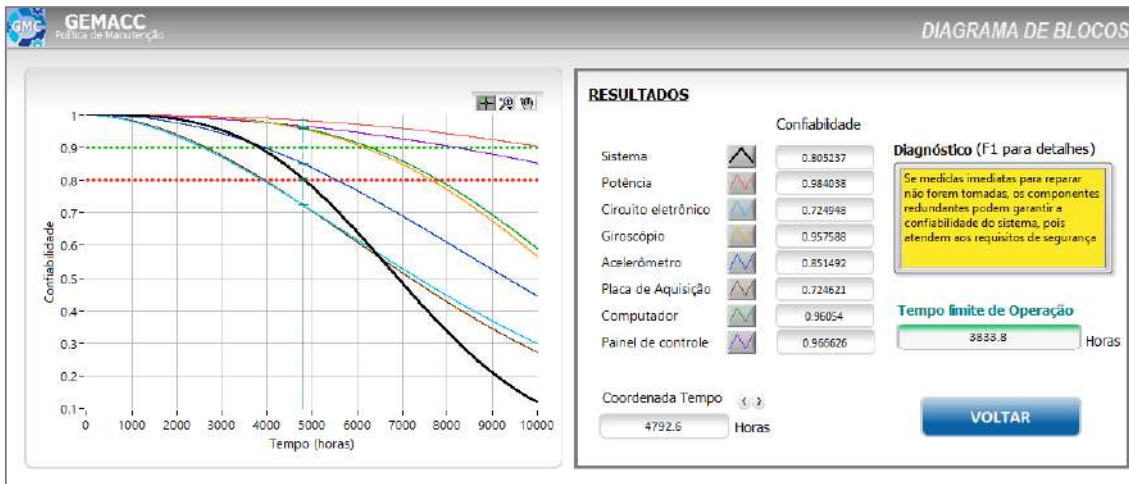 GMC
GEMACC
Política de Manutenção
DIAGRAMA DE BLOCOS
1
0.9
0.8
0.7
0.6
0.5
0.4
0.3
0.2
0.1
Confiabilidade
0 1000 2000 3000 4000 5000 6000 7000 8000 9000 10000
Tempo (horas)
RESULTADOS
Confiabilidade
Sistema 0.805237
Potência 0.984038
Circuito eletrônico 0.724948
Giroscópio 0.957588
Acelerômetro 0.851492
Placa de Aquisição 0.724621
Computador 0.96054
Painel de controle 0.966626
Coordenada Tempo
4792.6 Horas
Diagnóstico (F1 para detalhes)
Se medidas imediatas para reparar
não forem tomadas, os componentes
redundantes podem garantir a
confiabilidade do sistema, pois
atendem aos requisitos de segurança
Tempo limite de Operação
3833.8 Horas
VOLTAR